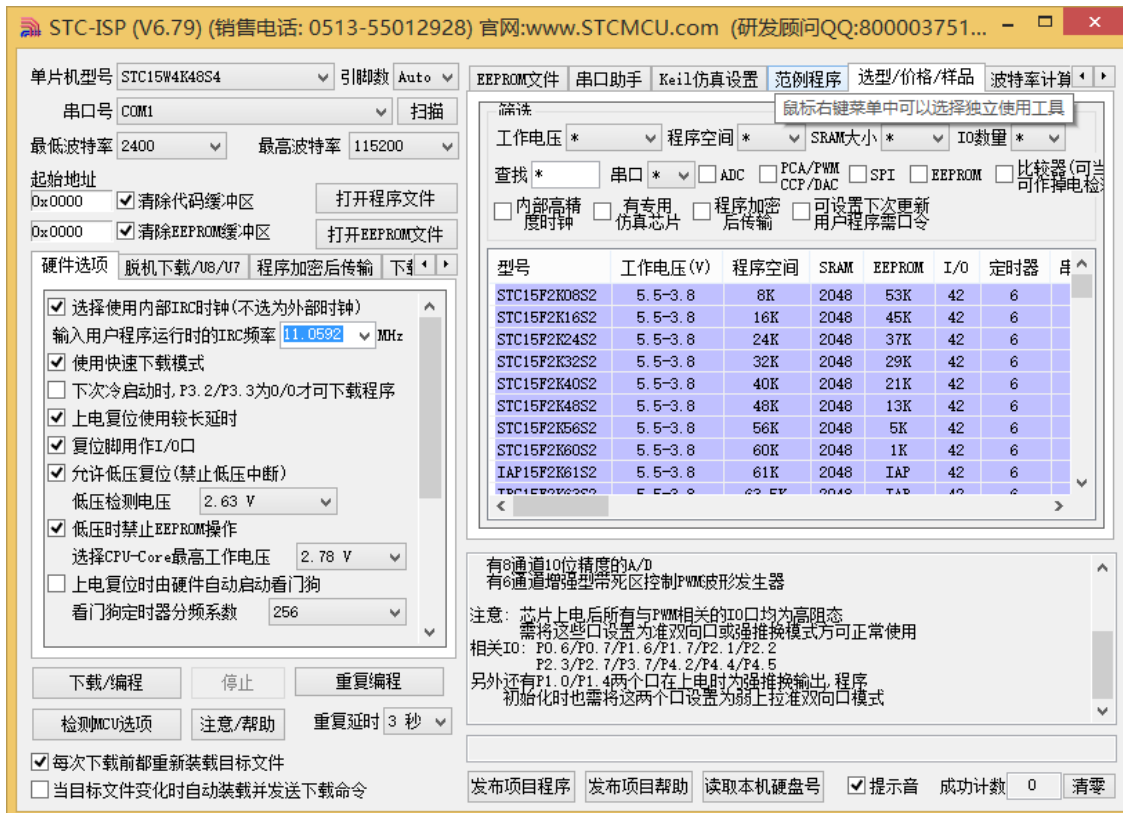 STC-ISP (V6.79) (销售电话: 0513-55012928) 官网:www.STCMCU.com (研发顾问QQ:800003751...
单片机型号 STC15W4K48S4 引脚数 Auto
串口号 COM1 扫描
最低波特率 2400 最高波特率 115200
起始地址
0x0000 清除代码缓冲区 打开程序文件
0x0000 清除EEPROM缓冲区 打开EEPROM文件
硬件选项 脱机下载/U8/U7 程序加密后传输
选择使用内部IRC时钟(不选为外部时钟)
输入用户程序运行时的IRC频率 11.0592 MHz
使用快速下载模式
下次冷启动时,P3.2/P3.3为0/0才可下载程序
上电复位使用较长延时
复位脚用作I/O口
允许低压复位(禁止低压中断)
低压检测电压 2.63 V
低压时禁止EEPROM操作
选择CPU-Core最高工作电压 2.78 V
上电复位时由硬件自动启动看门狗
看门狗定时器分频系数 256
下载/编程 停止 重复编程
检测MCU选项 注意/帮助 重复延时 3 秒
每次下载前都重新装载目标文件
当目标文件变化时自动装载并发送下载命令
EEPROM文件 串口助手 Keil仿真设置 范例程序 选型/价格/样品 波特率计算
鼠标右键菜单中可以选择独立使用工具
筛选
工作电压 * 程序空间 * SRAM大小 * IO数量 *
查找 * 串口 * ADC PCA/PWM CCP/DAC SPI EEPROM 比较器(可当
可作掉电检
内部高精度时钟 有专用仿真芯片 程序加密后传输 可设置下次更新用户程序需口令
型号 工作电压(V) 程序空间 SRAM EEPROM I/O 定时器 串
STC15F2K08S2 5.5-3.8 8K 2048 53K 42 6
STC15F2K16S2 5.5-3.8 16K 2048 45K 42 6
STC15F2K24S2 5.5-3.8 24K 2048 37K 42 6
STC15F2K32S2 5.5-3.8 32K 2048 29K 42 6
STC15F2K40S2 5.5-3.8 40K 2048 21K 42 6
STC15F2K48S2 5.5-3.8 48K 2048 13K 42 6
STC15F2K56S2 5.5-3.8 56K 2048 5K 42 6
STC15F2K60S2 5.5-3.8 60K 2048 1K 42 6
IAP15F2K61S2 5.5-3.8 61K 2048 IAP 42 6
有8通道10位精度的A/D
有6通道增强型带死区控制PWM波形发生器
注意: 芯片上电后所有与PWM相关的IO口均为高阻态
需将这些口设置为准双向口或强推挽模式方可正常使用
相关IO: P0.6/P0.7/P1.6/P1.7/P2.1/P2.2
P2.3/P2.7/P3.7/P4.2/P4.4/P4.5
另外还有P1.0/P1.4两个口在上电时为强推挽输出,程序
初始化时也需将这两个口设置为弱上拉准双向口模式
发布项目程序 发布项目帮助 读取本机硬盘号 提示音 成功计数 0 清零